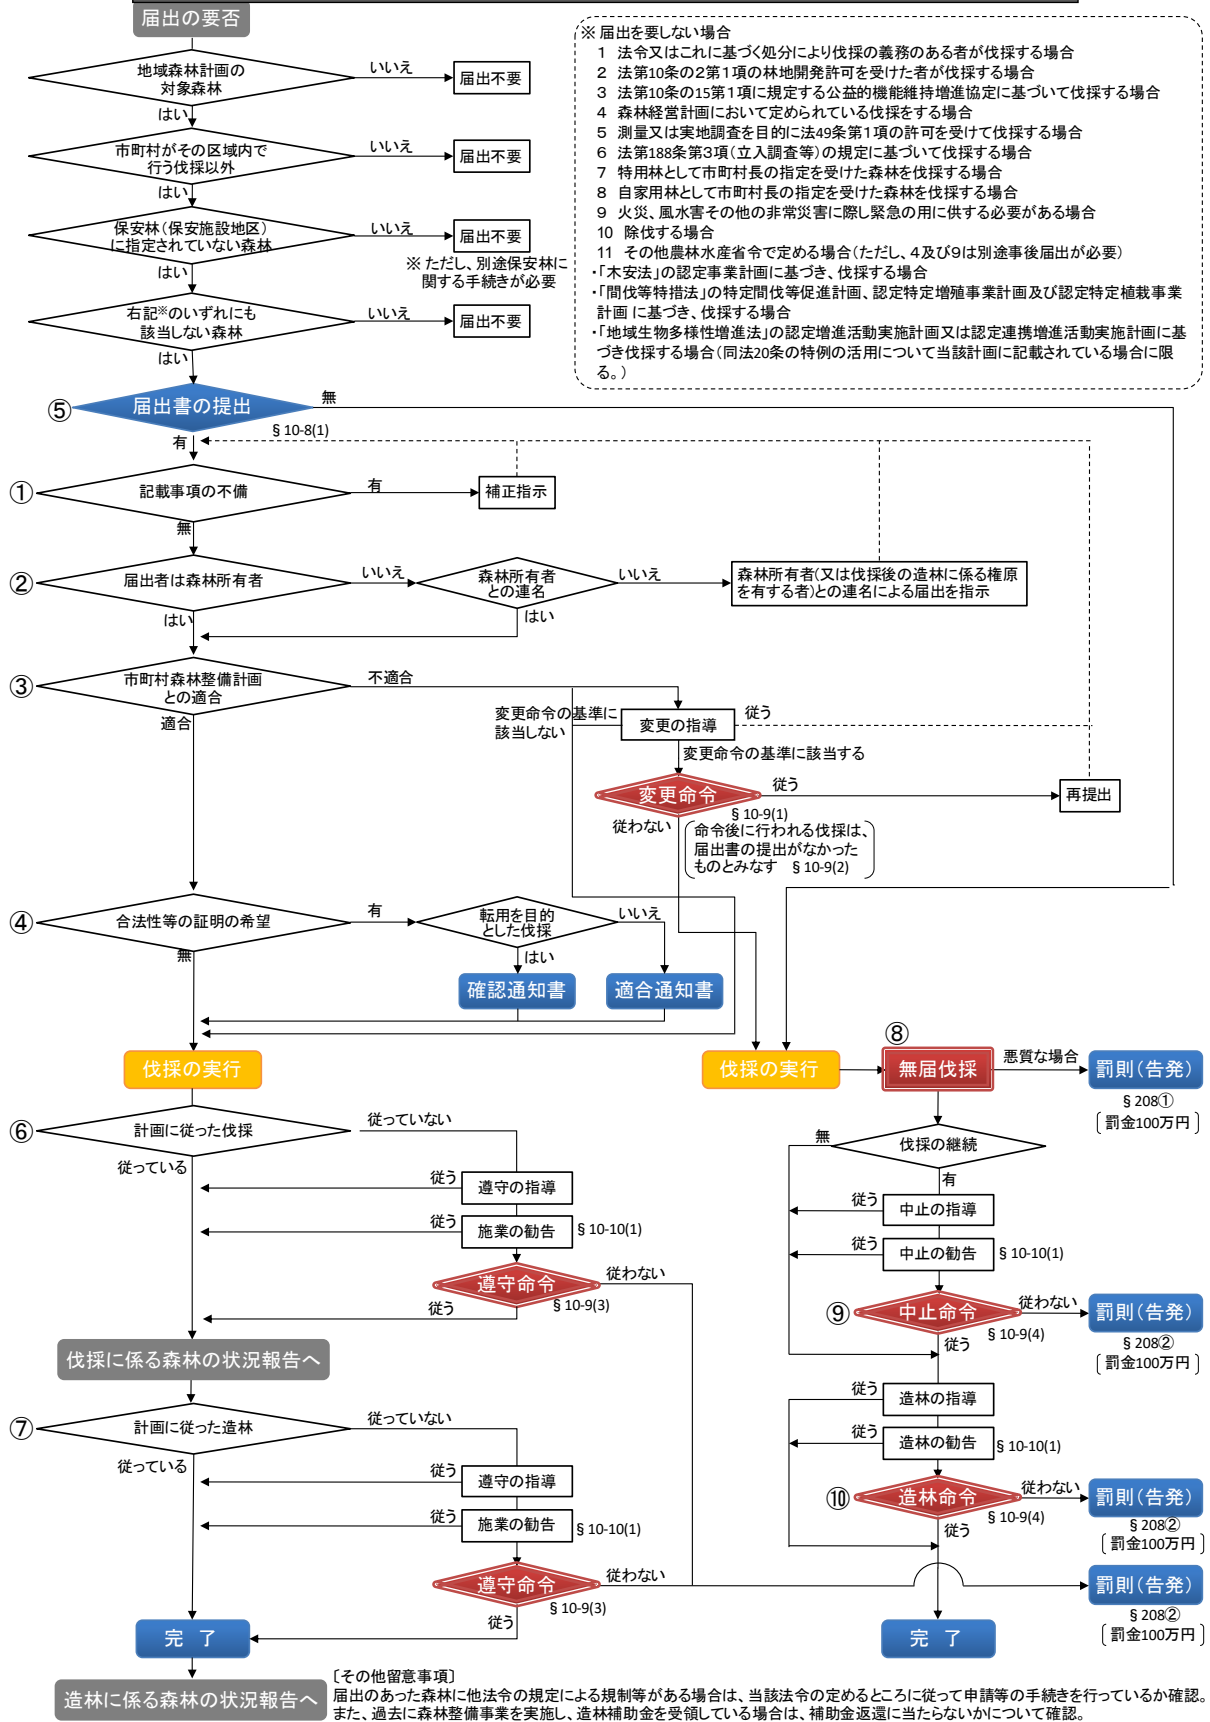 届出の要否
※ 届出を要しない場合
1 法令又はこれに基づく処分により伐採の義務のある者が伐採する場合
2 法第10条の2第1項の林地開発許可を受けた者が伐採する場合
3 法第10条の15第1項に規定する公益的機能維持増進協定に基づいて伐採する場合
4 森林経営計画において定められている伐採をする場合
5 測量又は実地調査を目的に法49条第1項の許可を受けて伐採する場合
6 法第188条第3項(立入調査等)の規定に基づいて伐採する場合
7 特用林として市町村長の指定を受けた森林を伐採する場合
8 自家用林として市町村長の指定を受けた森林を伐採する場合
9 火災、風水害その他の非常災害に際し緊急の用に供する必要がある場合
10 除伐する場合
11 その他農林水産省令で定める場合(ただし、4及び9は別途事後届出が必要)
・「木安法」の認定事業計画に基づき、伐採する場合
・「間伐等特措法」の特定間伐等促進計画、認定特定増殖事業計画及び認定特定植栽事業
計画 に基づき、伐採する場合
・「地域生物多様性増進法」の認定増進活動実施計画又は認定連携増進活動実施計画に基
づき伐採する場合(同法20条の特例の活用について当該計画に記載されている場合に限
る。)
地域森林計画の
対象森林
いいえ
届出不要
はい
市町村がその区域内で
行う伐採以外
いいえ
届出不要
はい
保安林(保安施設地区)
に指定されていない森林
いいえ
届出不要
※ ただし、別途保安林に
関する手続きが必要
はい
右記※のいずれにも
該当しない森林
いいえ
届出不要
はい
⑤
届出書の提出
無
有
§10-8(1)
①
記載事項の不備
有
補正指示
無
②
届出者は森林所有者
いいえ
森林所有者
との連名
いいえ
森林所有者(又は伐採後の造林に係る権原
を有する者)との連名による届出を指示
はい
はい
③
市町村森林整備計画
との適合
不適合
適合
変更命令の基準に
該当しない
変更の指導
従う
変更命令の基準に該当する
変更命令
従う
再提出
§10-9(1)
従わない
命令後に行われる伐採は、
届出書の提出がなかった
ものとみなす §10-9(2)
④
合法性等の証明の希望
有
転用を目的
とした伐採
いいえ
無
はい
確認通知書
適合通知書
伐採の実行
伐採の実行
⑧
無届伐採
悪質な場合
罰則(告発)
§208①
〔罰金100万円〕
⑥
計画に従った伐採
従っていない
従っている
従う
遵守の指導
従う
施業の勧告
§10-10(1)
遵守命令
従わない
§10-9(3)
従う
無
伐採の継続
有
従う
中止の指導
従う
中止の勧告
§10-10(1)
⑨
中止命令
従わない
罰則(告発)
§10-9(4)
従う
§208②
〔罰金100万円〕
伐採に係る森林の状況報告へ
従う
造林の指導
従う
造林の勧告
§10-10(1)
⑩
造林命令
従わない
罰則(告発)
§10-9(4)
従う
§208②
〔罰金100万円〕
⑦
計画に従った造林
従っていない
従っている
従う
遵守の指導
従う
施業の勧告
§10-10(1)
遵守命令
従わない
§10-9(3)
従う
罰則(告発)
§208②
〔罰金100万円〕
完 了
完 了
造林に係る森林の状況報告へ
〔その他留意事項〕
届出のあった森林に他法令の規定による規制等がある場合は、当該法令の定めるところに従って申請等の手続きを行っているか確認。
また、過去に森林整備事業を実施し、造林補助金を受領している場合は、補助金返還に当たらないかについて確認。